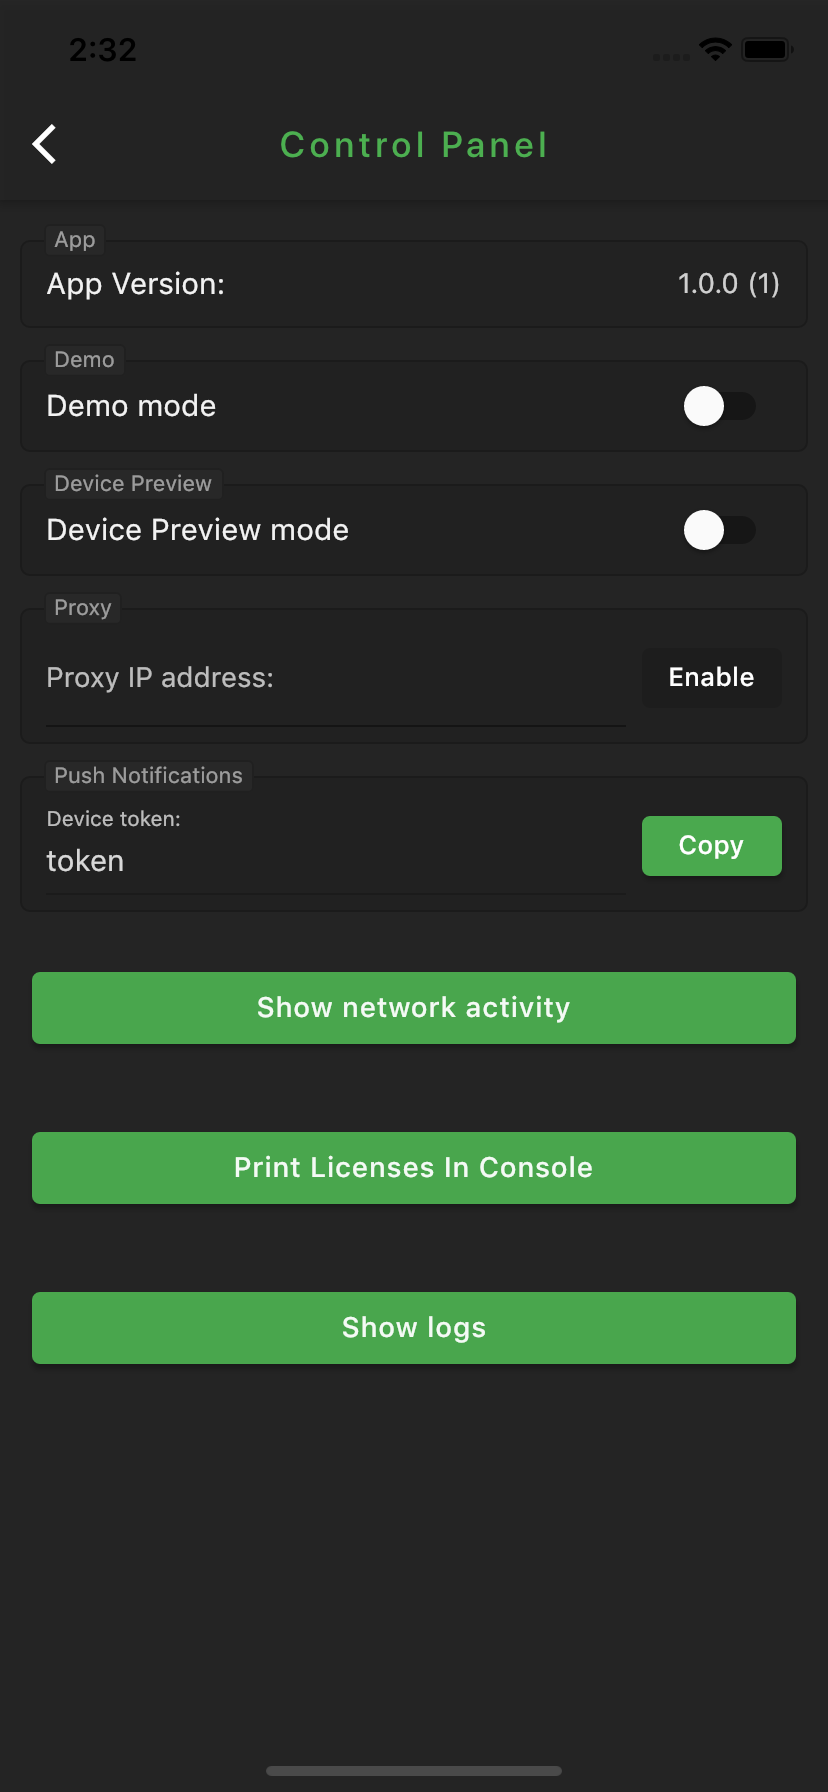 2:32
Control Panel
App
App Version:
1.0.0 (1)
Demo
Demo mode
Device Preview
Device Preview mode
Proxy
Proxy IP address:
Enable
Push Notifications
Device token:
token
Copy
Show network activity
Print Licenses In Console
Show logs